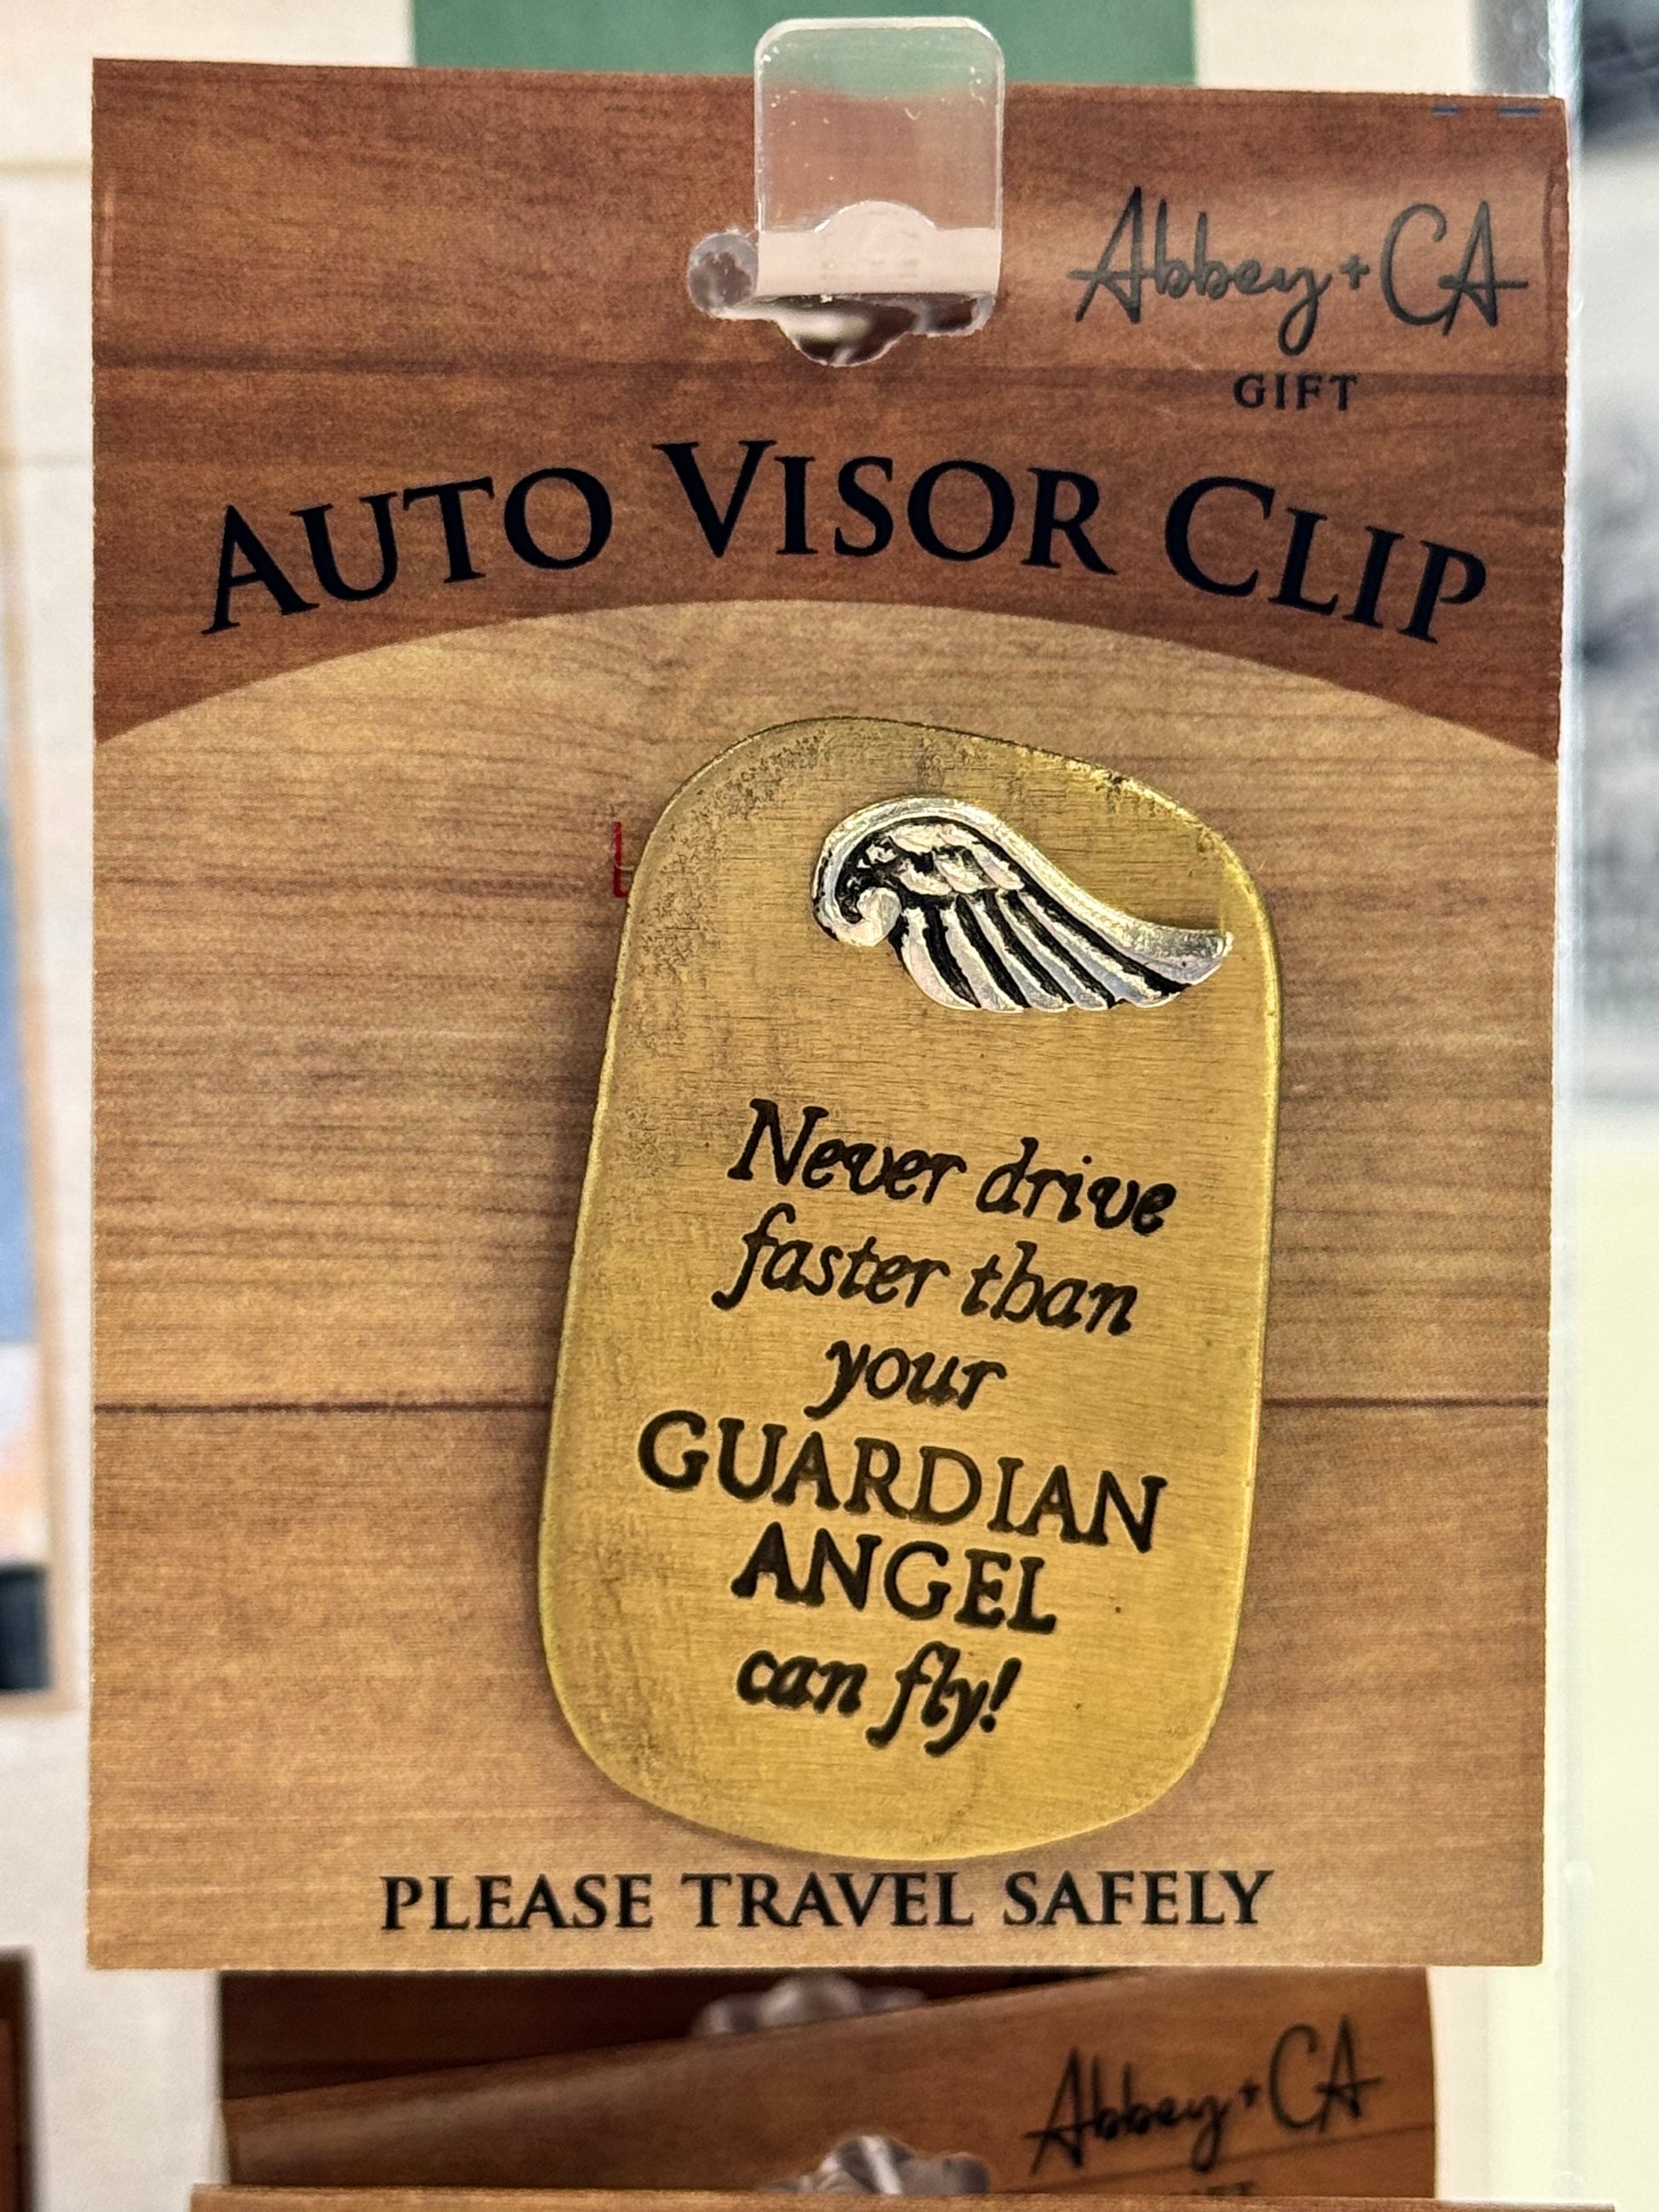 Abbey + CA
GIFT
AUTO VISOR CLIP
Never drive
faster than
your
GUARDIAN
ANGEL
can fly!
PLEASE TRAVEL SAFELY
Abbey + CA